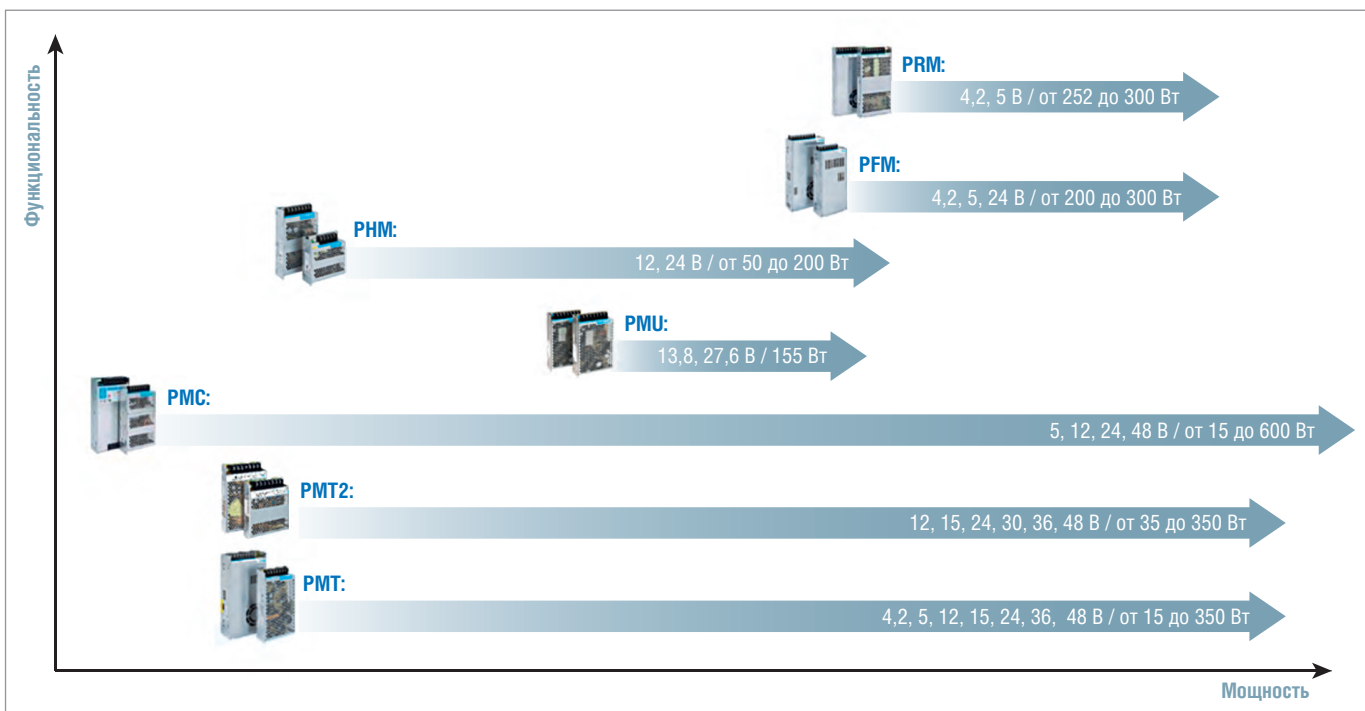 Функциональность
PRM:
4,2, 5 В / от 252 до 300 Вт
PFM:
4,2, 5, 24 В / от 200 до 300 Вт
PHM:
12, 24 В / от 50 до 200 Вт
PMU:
13,8, 27,6 В / 155 Вт
PMC:
5, 12, 24, 48 В / от 15 до 600 Вт
PMT2:
12, 15, 24, 30, 36, 48 В / от 35 до 350 Вт
PMT:
4,2, 5, 12, 15, 24, 36, 48 В / от 15 до 350 Вт
Мощность